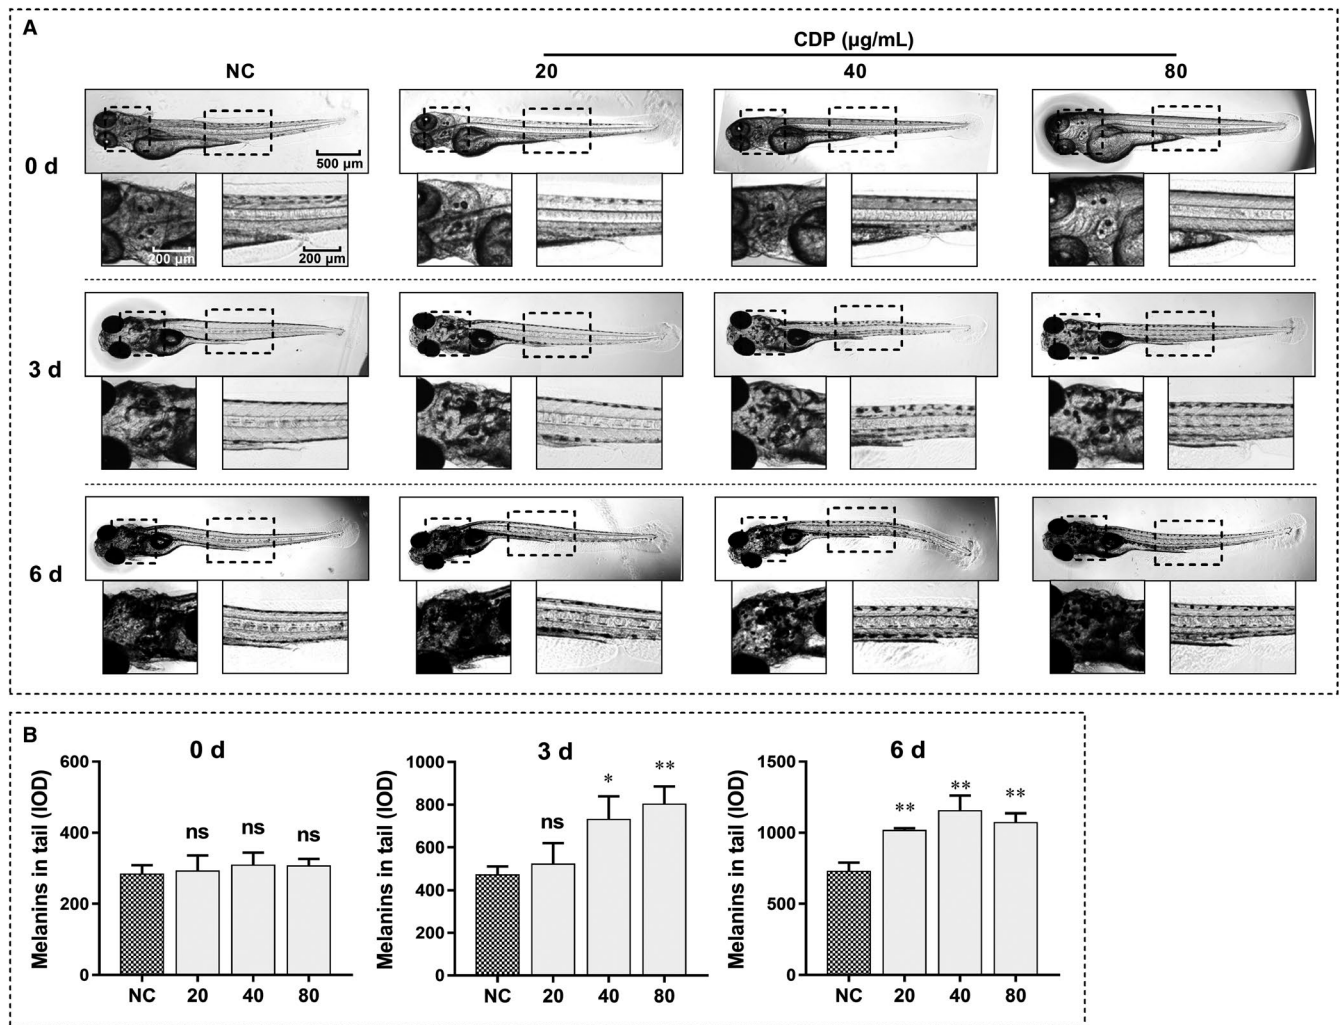 A
CDP (µg/mL)
NC 20 40 80
0 d
500 µm
200 µm 200 µm
3 d
6 d
B
0 d 3 d 6 d
Melanins in tail (IOD)
600
400
200
0
ns ns ns
NC 20 40 80
Melanins in tail (IOD)
1000
800
600
400
200
0
ns * **
NC 20 40 80
Melanins in tail (IOD)
1500
1000
500
0
** ** **
NC 20 40 80